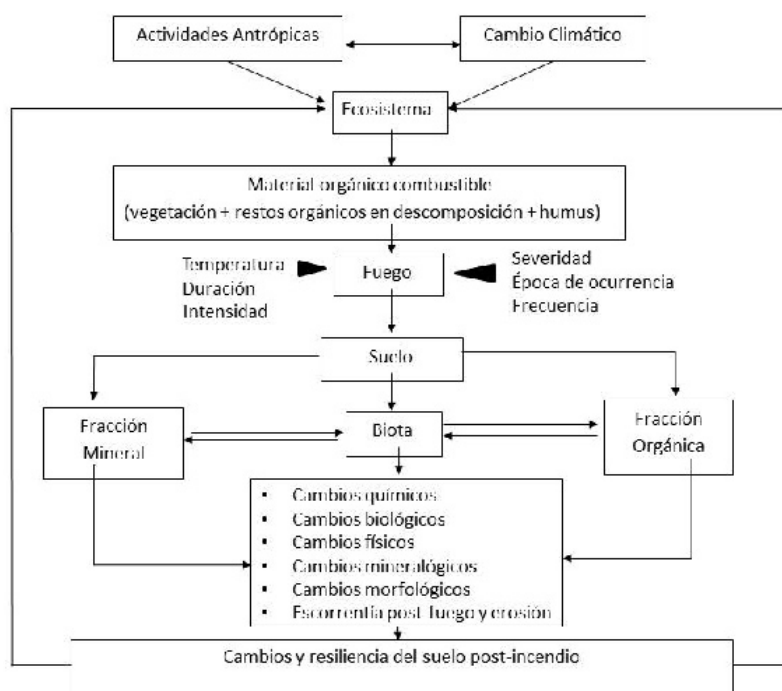 Actividades Antrópicas
Cambio Climático
Ecosistema
Material orgánico combustible
(vegetación + restos orgánicos en descomposición + humus)
Temperatura
Duración
Intensidad
Fuego
Severidad
Época de ocurrencia
Frecuencia
Suelo
Fracción
Mineral
Biota
Fracción
Orgánica
▪ Cambios químicos
▪ Cambios biológicos
▪ Cambios físicos
▪ Cambios mineralógicos
▪ Cambios morfológicos
▪ Escorrentía post-fuego y erosión
Cambios y resiliencia del suelo post-incendio